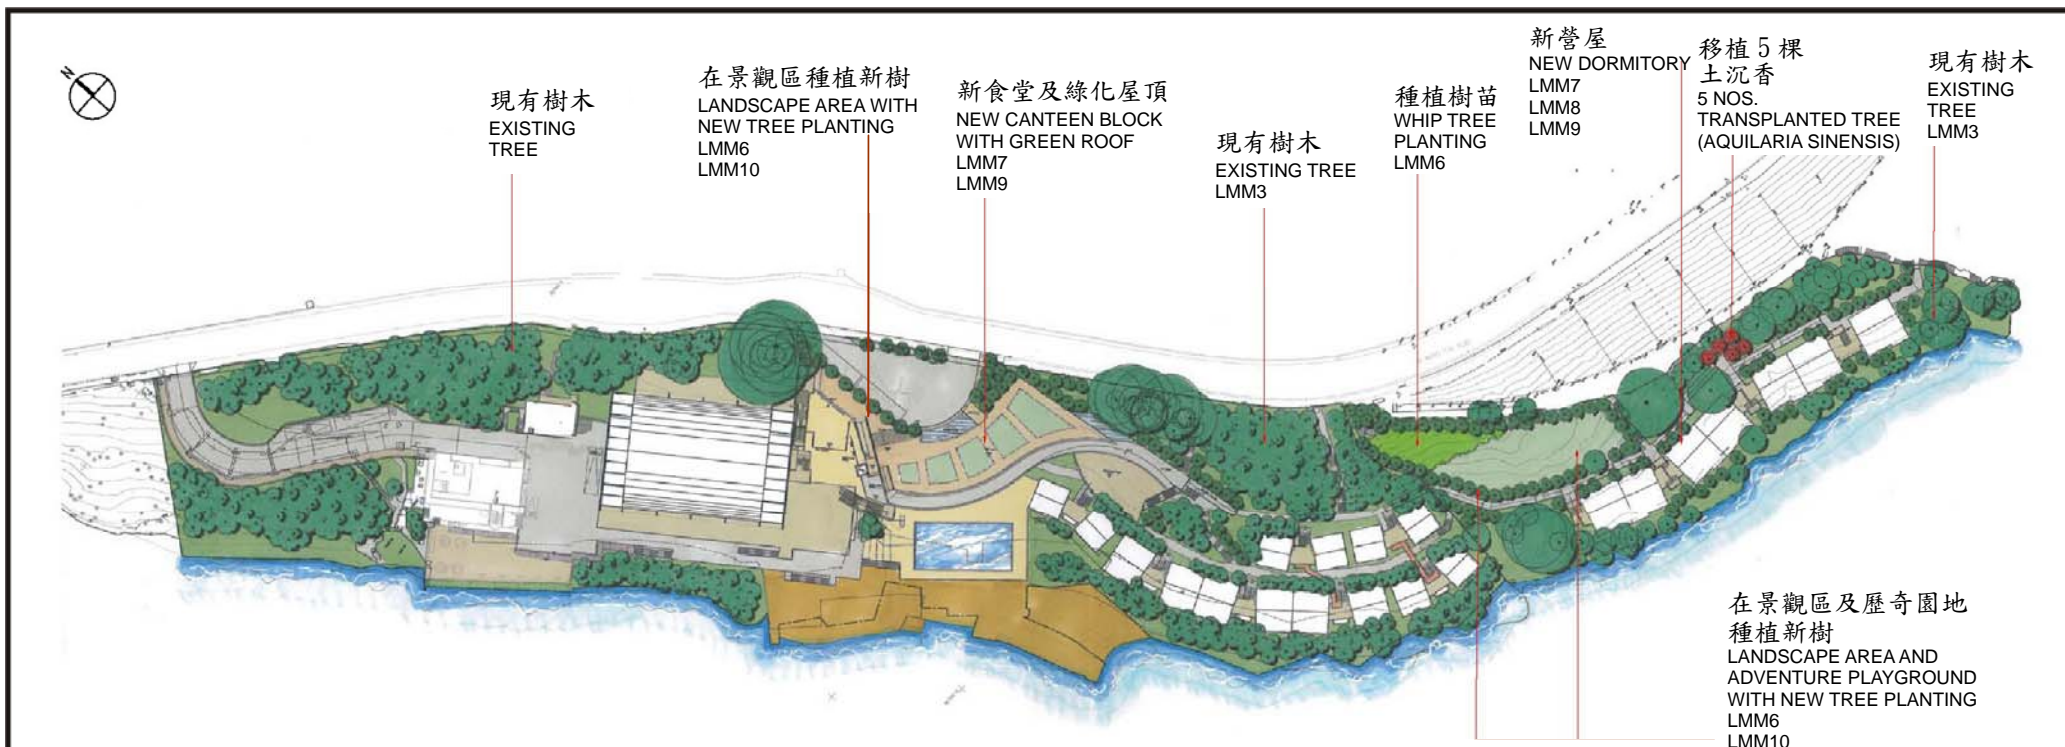 N
現有樹木
EXISTING
TREE
在景觀區種植新樹
LANDSCAPE AREA WITH
NEW TREE PLANTING
LMM6
LMM10
新食堂及綠化屋頂
NEW CANTEEN BLOCK
WITH GREEN ROOF
LMM7
LMM9
現有樹木
EXISTING TREE
LMM3
種植樹苗
WHIP TREE
PLANTING
LMM6
新營屋
NEW DORMITORY
LMM7
LMM8
LMM9
移植 5 棵
土沉香
5 NOS.
TRANSPLANTED TREE
(AQUILARIA SINENSIS)
現有樹木
EXISTING
TREE
LMM3
在景觀區及歷奇園地
種植新樹
LANDSCAPE AREA AND
ADVENTURE PLAYGROUND
WITH NEW TREE PLANTING
LMM6
LMM10